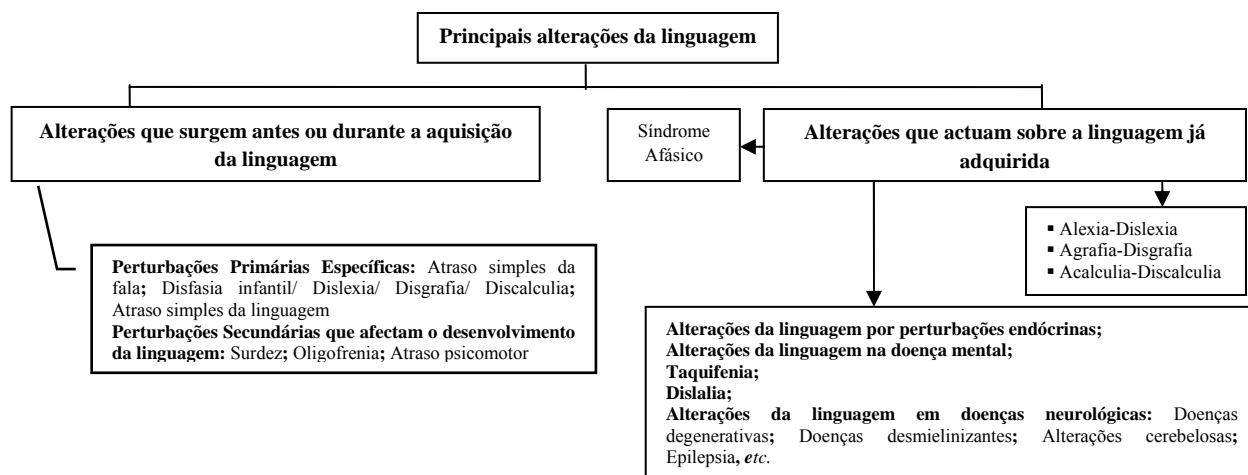 Principais alterações da linguagem
Alterações que surgem antes ou durante a aquisição
da linguagem
Síndrome
Afásico
Alterações que actuam sobre a linguagem já
adquirida
▪ Alexia-Dislexia
▪ Agrafia-Disgrafia
▪ Acalculia-Discalculia
Perturbações Primárias Específicas: Atraso simples da
fala; Disfasia infantil/ Dislexia/ Disgrafia/ Discalculia;
Atraso simples da linguagem
Perturbações Secundárias que afectam o desenvolvimento
da linguagem: Surdez; Oligofrenia; Atraso psicomotor
Alterações da linguagem por perturbações endócrinas;
Alterações da linguagem na doença mental;
Taquifenia;
Dislalia;
Alterações da linguagem em doenças neurológicas: Doenças
degenerativas; Doenças desmielinizantes; Alterações cerebelosas;
Epilepsia, etc.